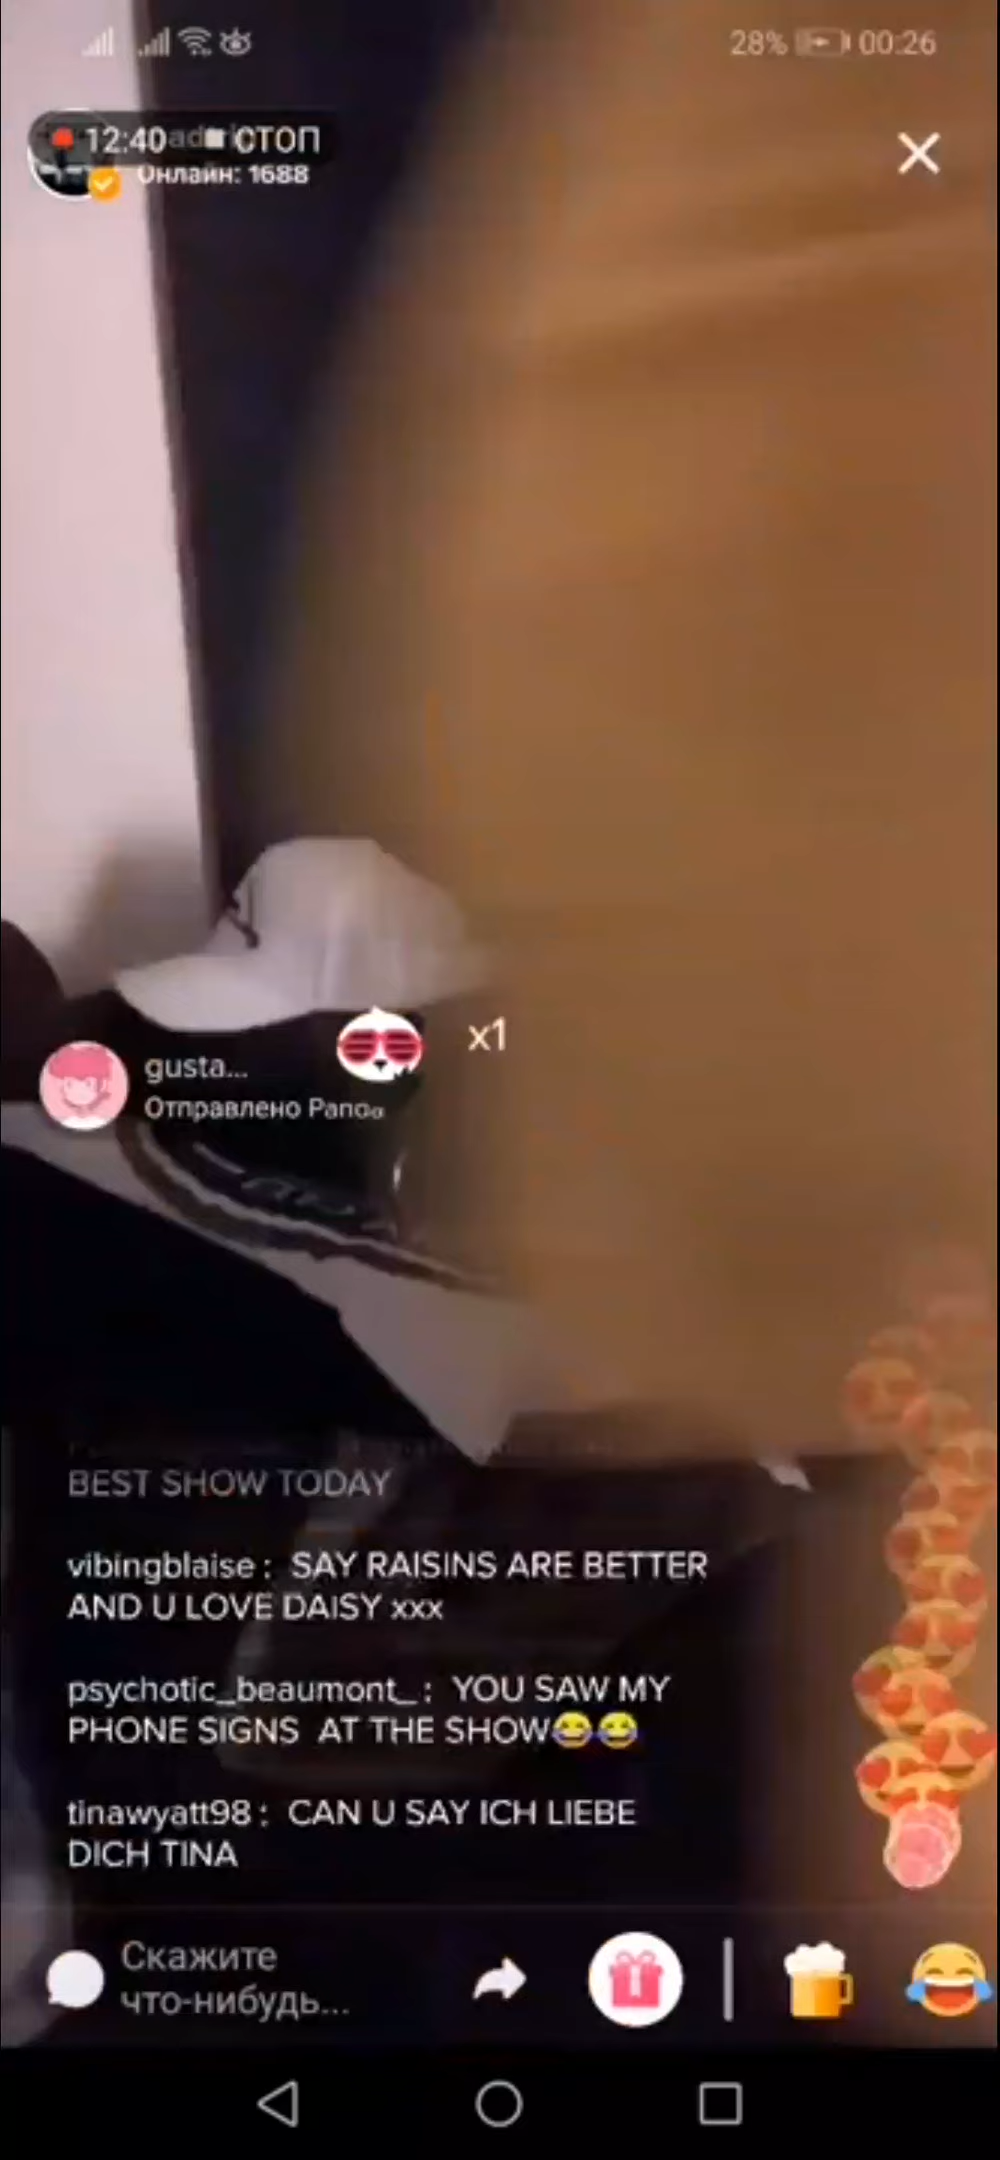 28% 00:26
12:40 СТОП
Онлайн: 1688
x1
gusta...
Отправлено Panda
BEST SHOW TODAY
vibingblaise : SAY RAISINS ARE BETTER
AND U LOVE DAISY xxx
psychotic_beaumont_ : YOU SAW MY
PHONE SIGNS AT THE SHOW😂😂
tinawyatt98 : CAN U SAY ICH LIEBE
DICH TINA
Скажите
что-нибудь...